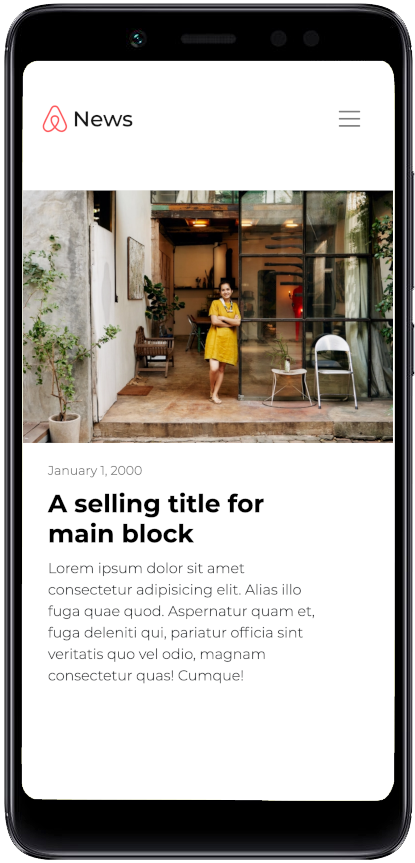 News
January 1, 2000
A selling title for
main block
Lorem ipsum dolor sit amet
consectetur adipisicing elit. Alias illo
fuga quae quod. Aspernatur quam et,
fuga deleniti qui, pariatur officia sint
veritatis quo vel odio, magnam
consectetur quas! Cumque!